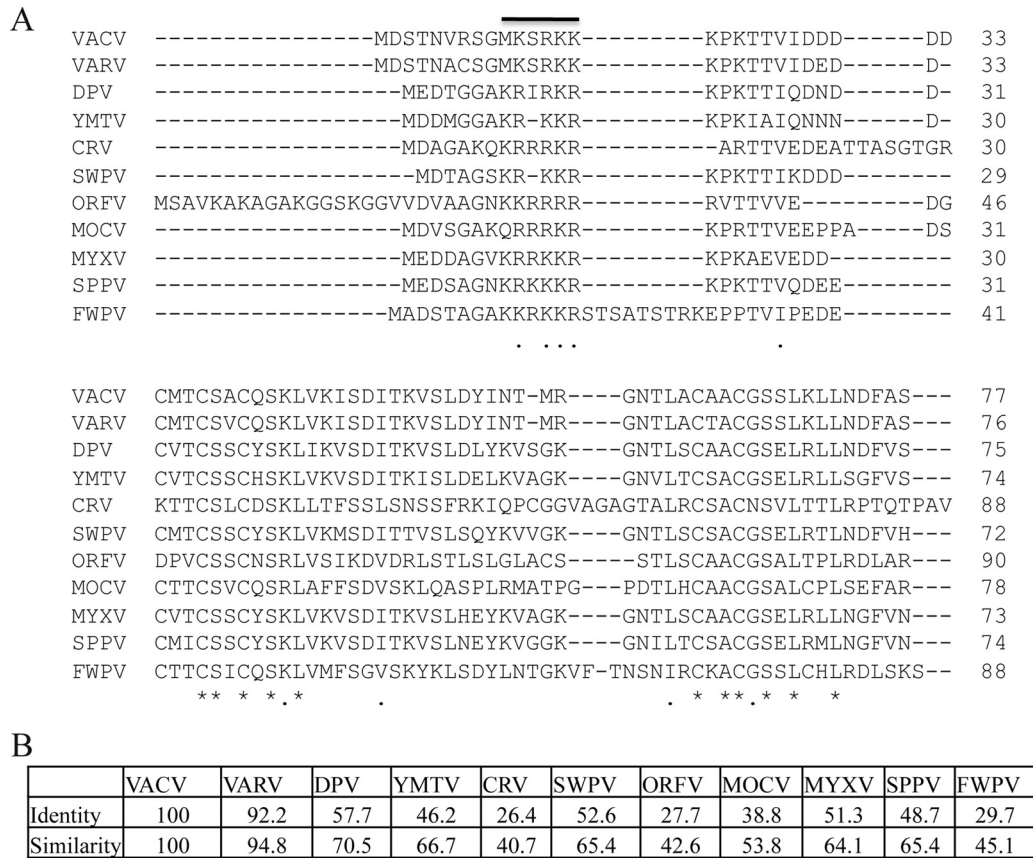 A
VACV ----------------MDSTNVRSGMKSRKK---------KPKTTVIDDD------DD 33
VARV ----------------MDSTNACSGMKSRKK---------KPKTTVIDED------D- 33
DPV ------------------MEDTGGAKRIRKR---------KPKTTIQDND------D- 31
YMTV ------------------MDDMGGAKR-KKR---------KPKIAIQNNN------D- 30
CRV ------------------MDAGAKQKRRRKR----------ARTTVEDEATTASGTGR 30
SWPV -------------------MDTAGSKR-KKR---------KPKTTIKDDD-------- 29
ORFV MSAVKAKAGAKGGSKGGVVDVAAGNKKRRRR---------RVTTVVE---------DG 46
MOCV ------------------MDVSGAKQRRRKK---------KPRTTVEEPPA-----DS 31
MYXV ------------------MEDDAGVKRRRKK---------KPKAEVEDD--------- 30
SPPV ------------------MEDSAGNKRKKKK---------KPKTTVQDEE-------- 31
FWPV -----------------MADSTAGAKKRKKRSTSATSTRKEPPTVIPEDE-------- 41
. ... .
VACV CMTCSACQSKLVKISDITKVSLDYINT-MR----GNTLACAACGSSLKLLNDFAS--- 77
VARV CMTCSVCQSKLVKISDITKVSLDYINT-MR----GNTLACTACGSSLKLLNDFAS--- 76
DPV CVTCSSCYSKLIKVSDITKVSLDLYKVSGK----GNTLSCAACGSELRLLNDFVS--- 75
YMTV CVTCSSCHSKLVKVSDITKISLDELKVAGK----GNVLTCSACGSELRLLSGFVS--- 74
CRV KTTCSLCDSKLLTFSSLSNSSFRKIQPCGGVAGAGTALRCSACNSVLTTLRPTQTPAV 88
SWPV CMTCSSCYSKLVKMSDITTVSLSQYKVVGK----GNTLSCSACGSELRTLNDFVH--- 72
ORFV DPVCSSCNSRLVSIKDVDRLSTLSLGLACS-----STLSCAACGSALTPLRDLAR--- 90
MOCV CTTCSVCQSRLAFFSDVSKLQASPLRMATPG---PDTLHCAACGSALCPLSEFAR--- 78
MYXV CVTCSSCYSKLVKVSDITKVSLHEYKVAGK----GNTLSCAACGSELRLLNGFVN--- 73
SPPV CMICSSCYSKLVKVSDITKVSLNEYKVGGK----GNILTCSACGSELRMLNGFVN--- 74
FWPV CTTCSICQSKLVMFSGVSKYKLSDYLNTGKVF-TNSNIRCKACGSSLCHLRDLSKS-- 88
** * *.* . . * **.* * *
B
VACV VARV DPV YMTV CRV SWPV ORFV MOCV MYXV SPPV FWPV
Identity 100 92.2 57.7 46.2 26.4 52.6 27.7 38.8 51.3 48.7 29.7
Similarity 100 94.8 70.5 66.7 40.7 65.4 42.6 53.8 64.1 65.4 45.1